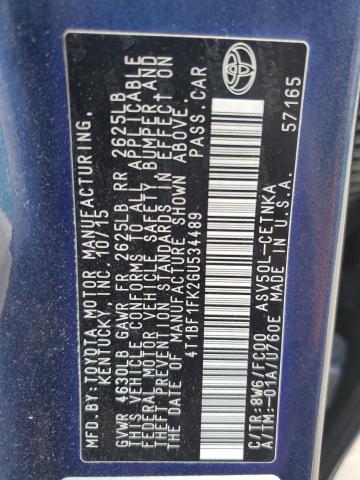 MFD. BY: TOYOTA MOTOR MANUFACTURING,
KENTUCKY, INC. 10/15
GVWR 4630LB GAWR FR 2625LB RR 2625LB
THIS VEHICLE CONFORMS TO ALL APPLICABLE
FEDERAL MOTOR VEHICLE SAFETY, BUMPER AND
THEFT PREVENTION STANDARDS IN EFFECT ON
THE DATE OF MANUFACTURE SHOWN ABOVE.
4T1BF1FK2GU534489 PASS. CAR
C/TR:8W6/FC00 ASV50L-CETNKA
A/TM:-01A/U760E MADE IN U.S.A. 57165
TOYOTA